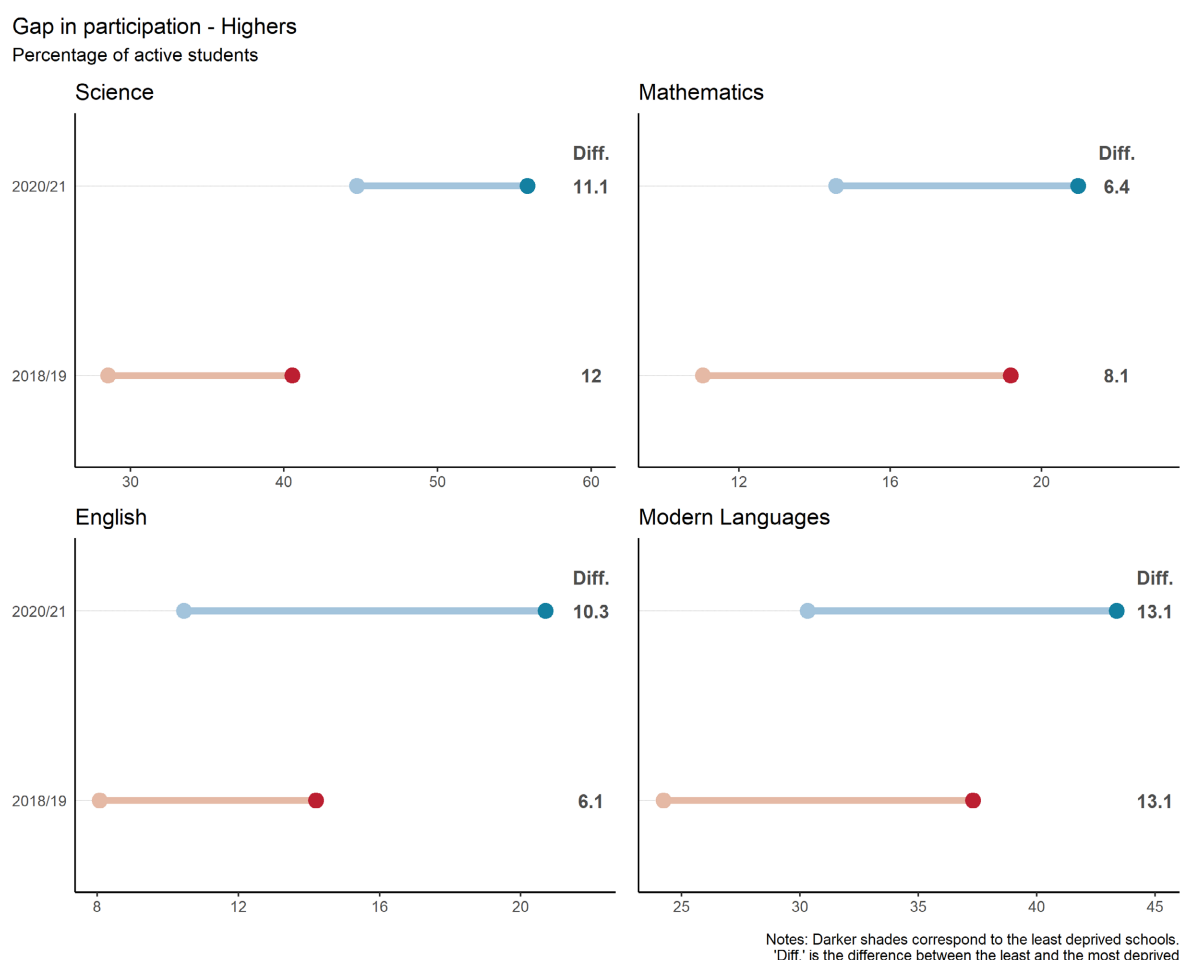 Gap in participation - Highers
Percentage of active students
Science
Diff.
2020/21
11.1
2018/19
12
30 40 50 60
Mathematics
Diff.
6.4
8.1
12 16 20
English
Diff.
2020/21
10.3
2018/19
6.1
8 12 16 20
Modern Languages
Diff.
13.1
13.1
25 30 35 40 45
Notes: Darker shades correspond to the least deprived schools.
'Diff.' is the difference between the least and the most deprived